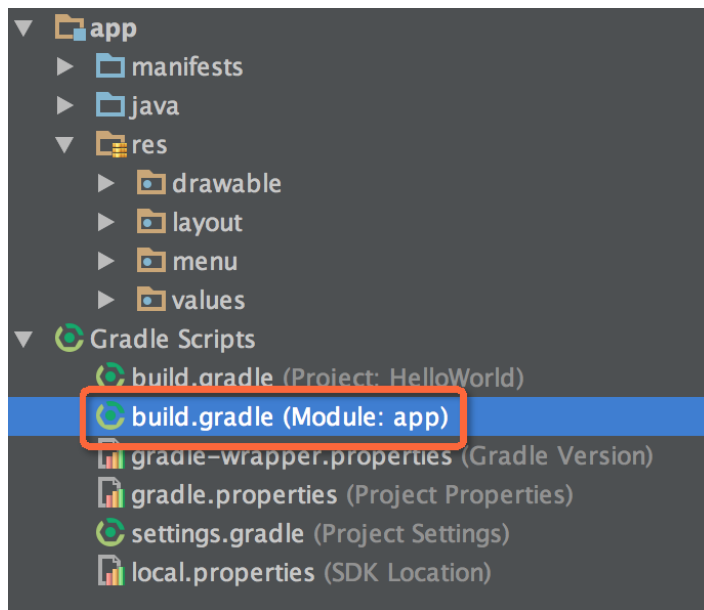 app
manifests
java
res
drawable
layout
menu
values
Gradle Scripts
build.gradle (Project: HelloWorld)
build.gradle (Module: app)
gradle-wrapper.properties (Gradle Version)
gradle.properties (Project Properties)
settings.gradle (Project Settings)
local.properties (SDK Location)